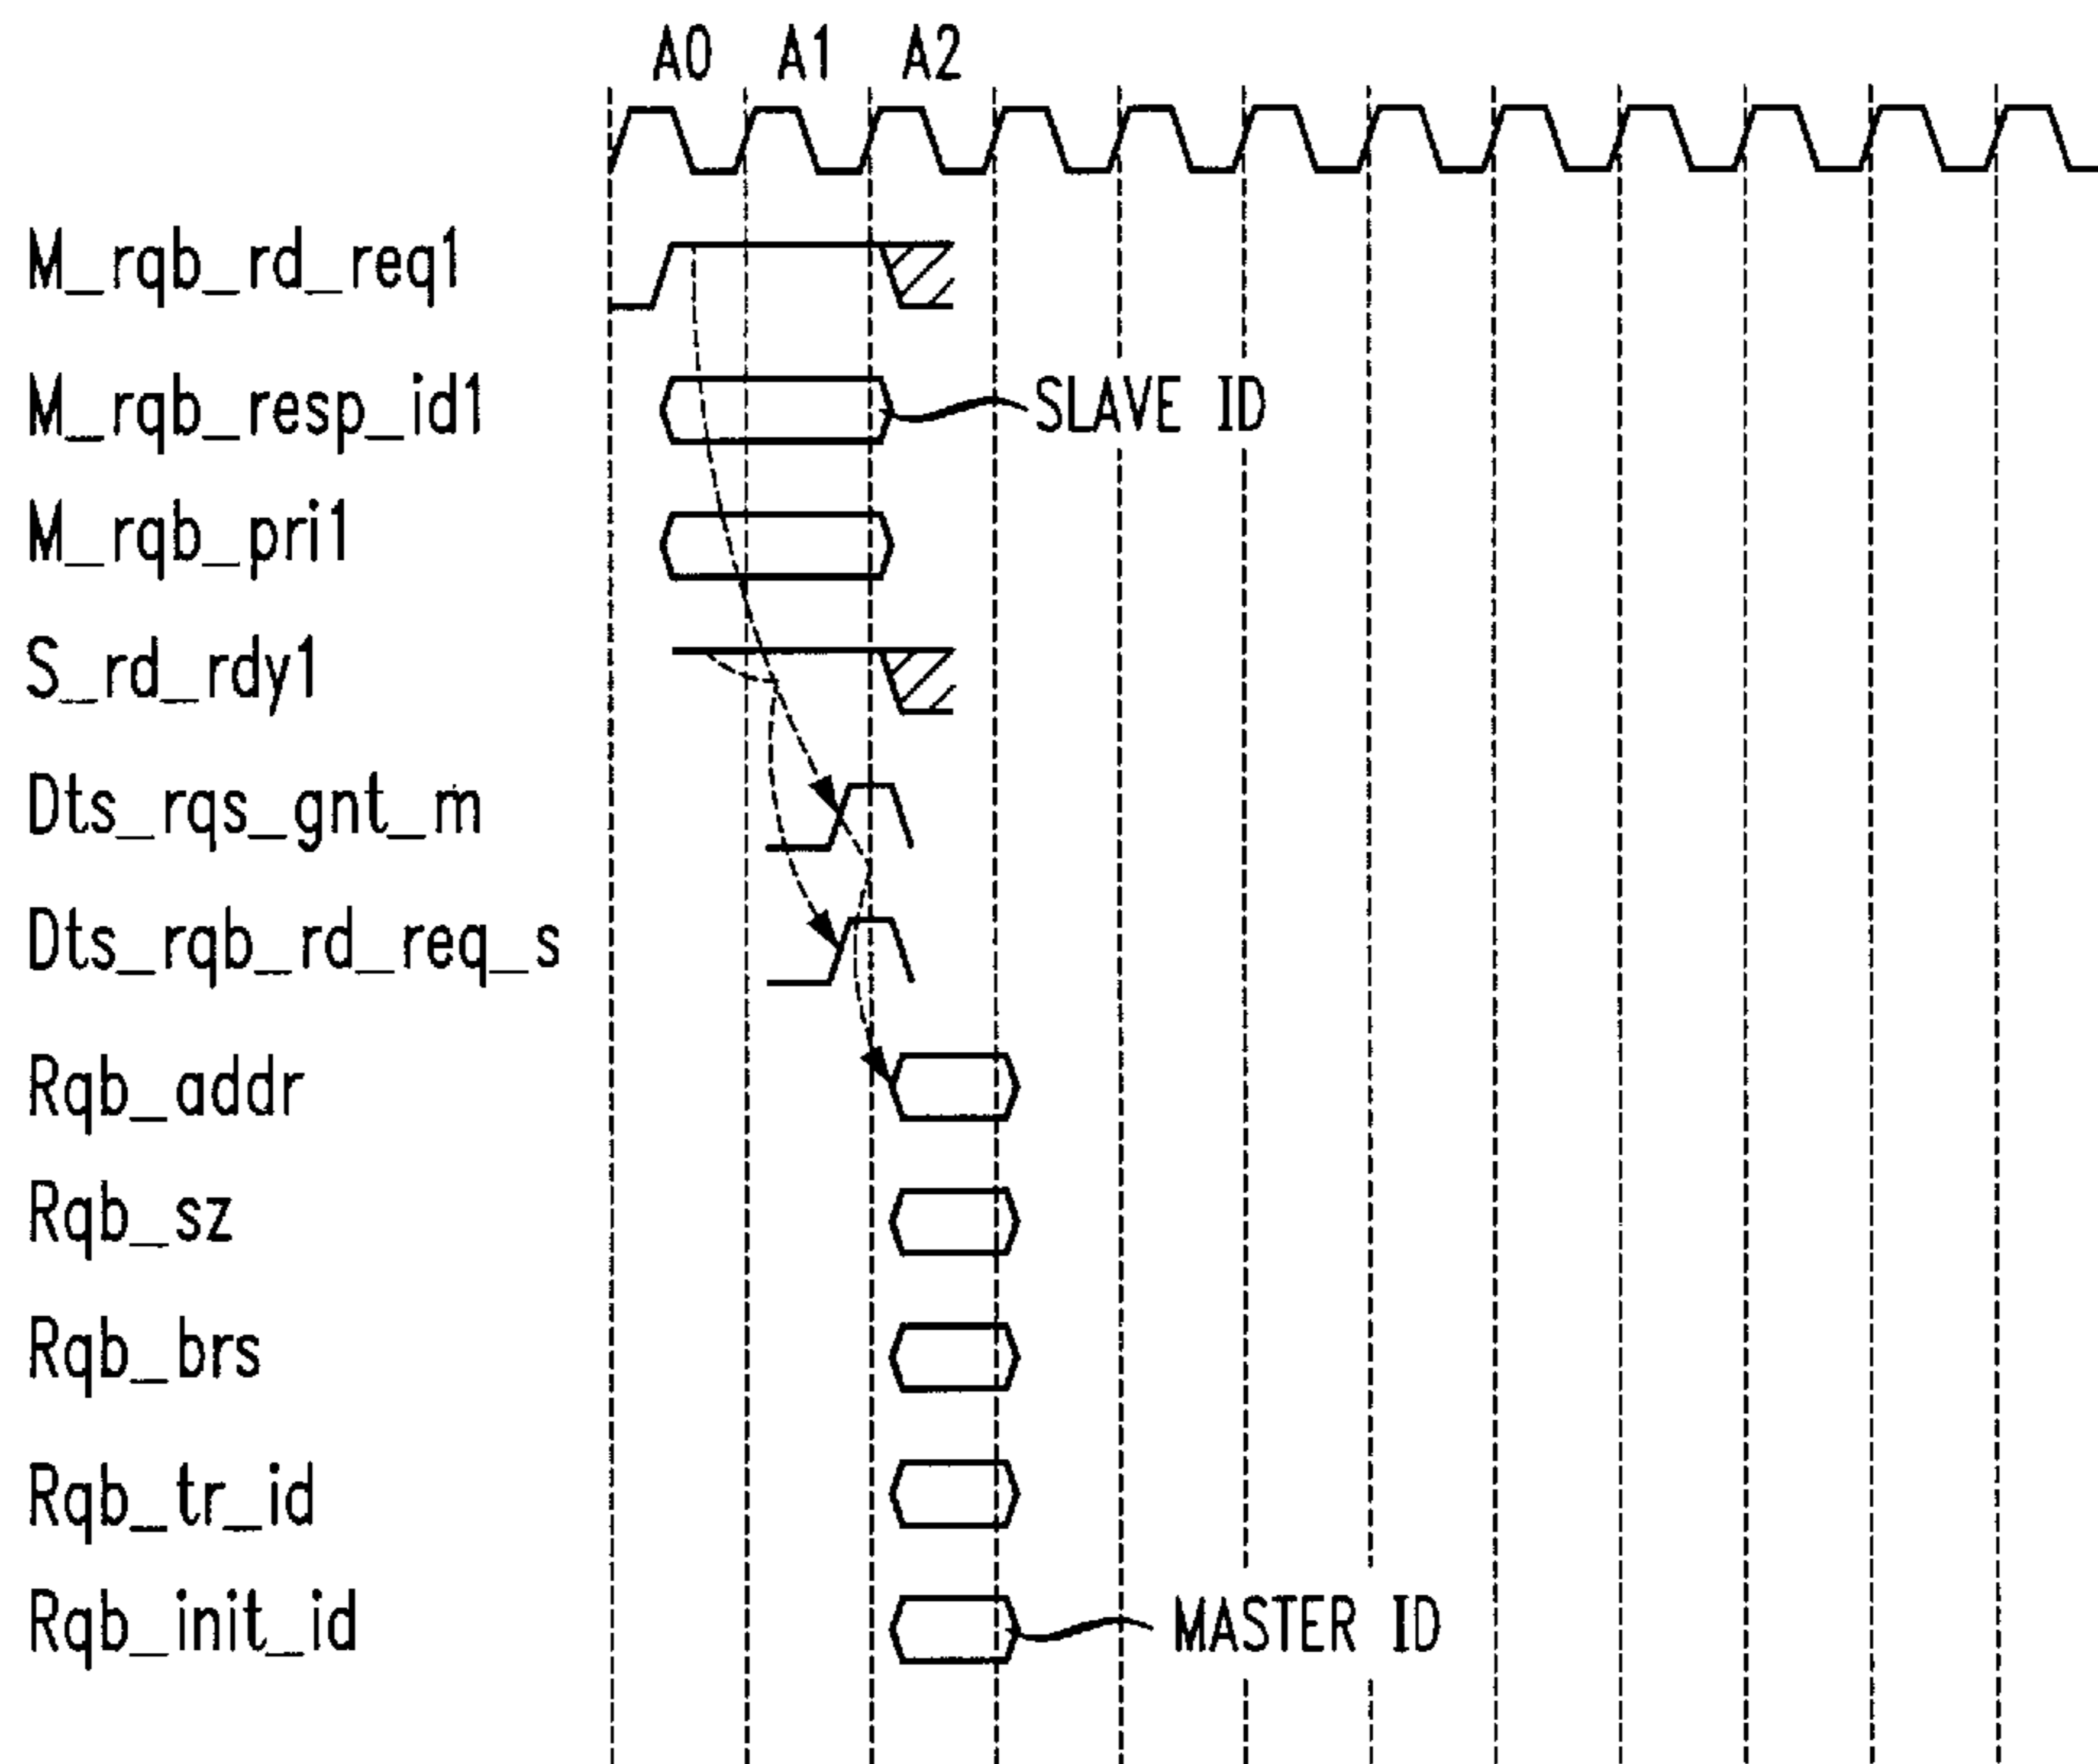 A0 A1 A2
M_rqb_rd_req1
M_rqb_resp_id1
SLAVE ID
M_rqb_pri1
S_rd_rdy1
Dts_rqs_gnt_m
Dts_rqb_rd_req_s
Rqb_addr
Rqb_sz
Rqb_brs
Rqb_tr_id
Rqb_init_id
MASTER ID